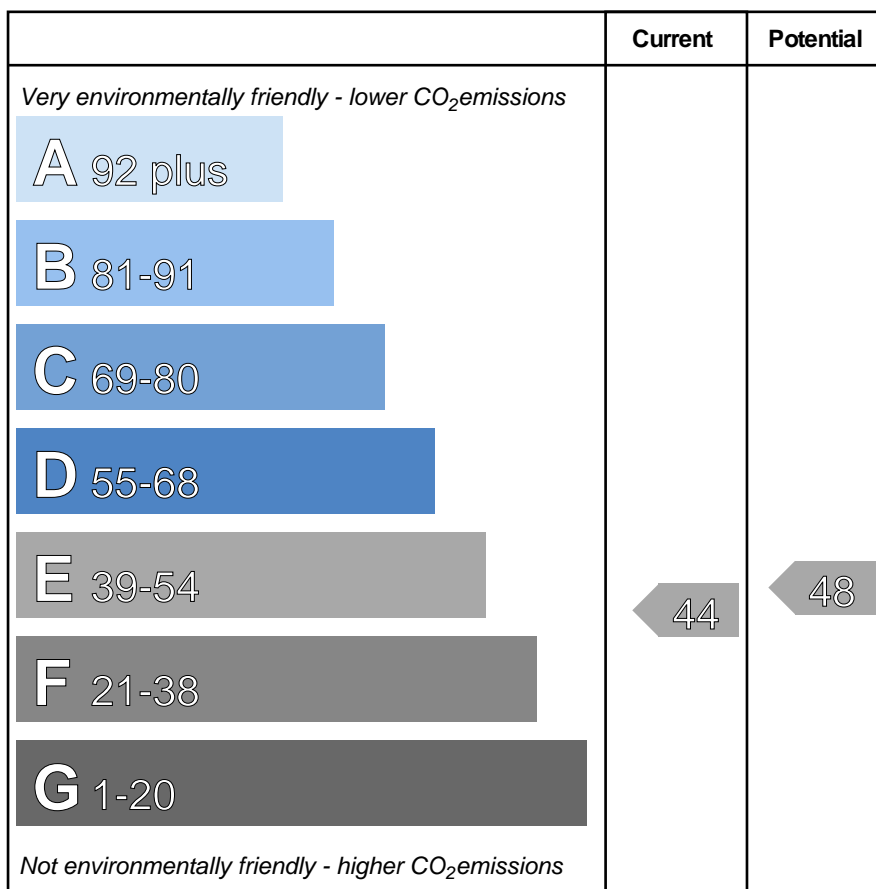 Current Potential
Very environmentally friendly - lower CO₂emissions
A 92 plus
B 81-91
C 69-80
D 55-68
E 39-54
44
48
F 21-38
G 1-20
Not environmentally friendly - higher CO₂emissions